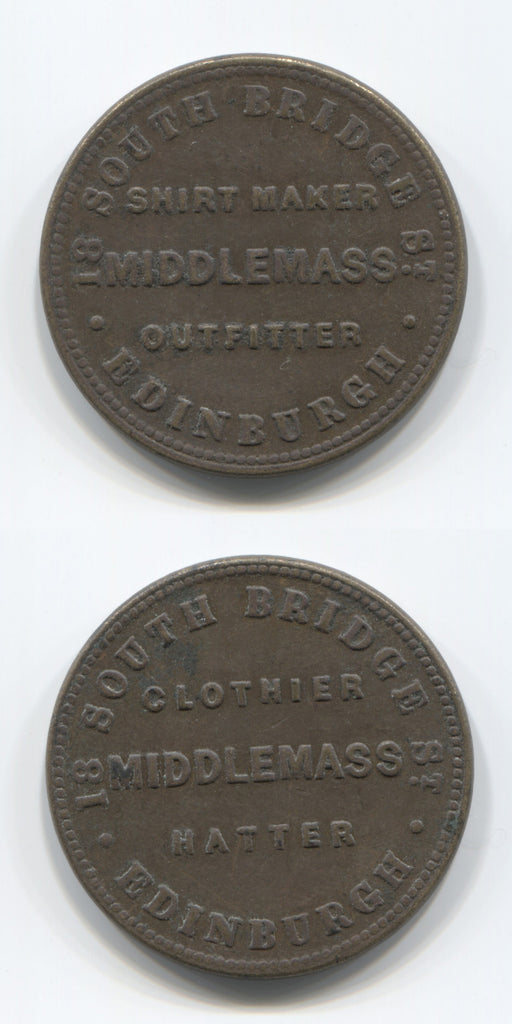 18 SOUTH BRIDGE ST.
SHIRT MAKER
MIDDLEMASS
OUTFITTER
• EDINBURGH •
18 SOUTH BRIDGE ST.
CLOTHIER
MIDDLEMASS
HATTER
• EDINBURGH •